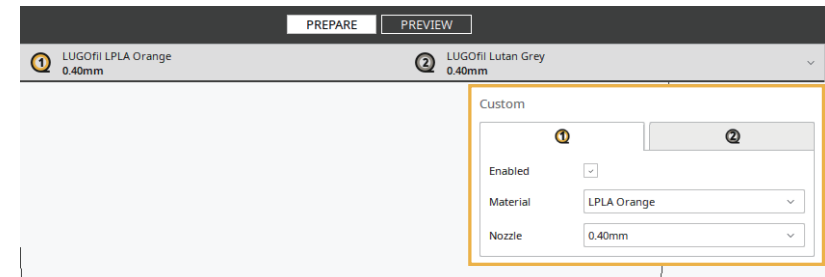 PREPARE PREVIEW
1 LUGOfil LPLA Orange 2 LUGOfil Lutan Grey
0.40mm 0.40mm
Custom
1 2
Enabled
Material LPLA Orange
Nozzle 0.40mm